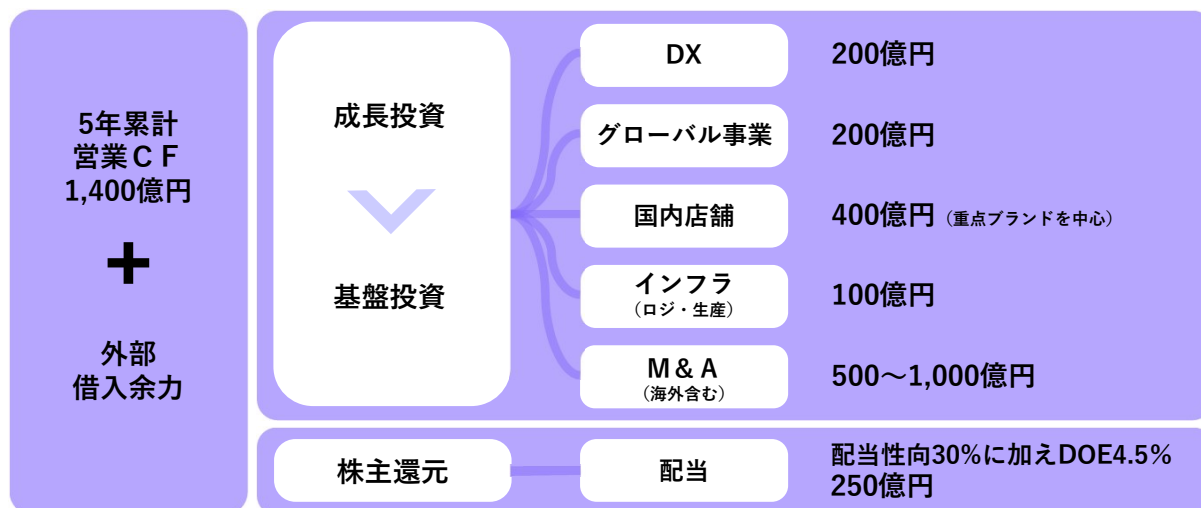 5年累計
営業ＣＦ
1,400億円
+
外部
借入余力
成長投資
基盤投資
DX
200億円
グローバル事業
200億円
国内店舗
400億円（重点ブランドを中心）
インフラ
（ロジ・生産）
100億円
M＆A
（海外含む）
500～1,000億円
株主還元
配当
配当性向30%に加えDOE4.5%
250億円